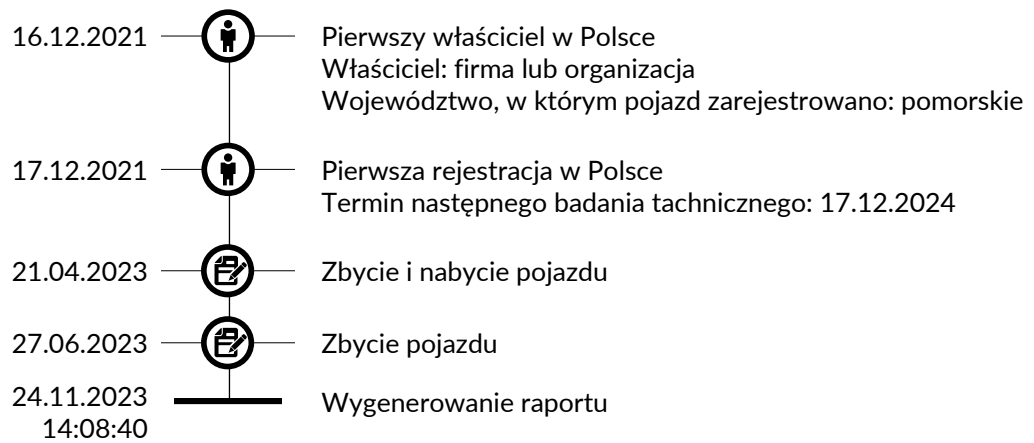 16.12.2021 Pierwszy właściciel w Polsce
Właściciel: firma lub organizacja
Województwo, w którym pojazd zarejestrowano: pomorskie
17.12.2021 Pierwsza rejestracja w Polsce
Termin następnego badania tachnicznego: 17.12.2024
21.04.2023 Zbycie i nabycie pojazdu
27.06.2023 Zbycie pojazdu
24.11.2023 Wygenerowanie raportu
14:08:40